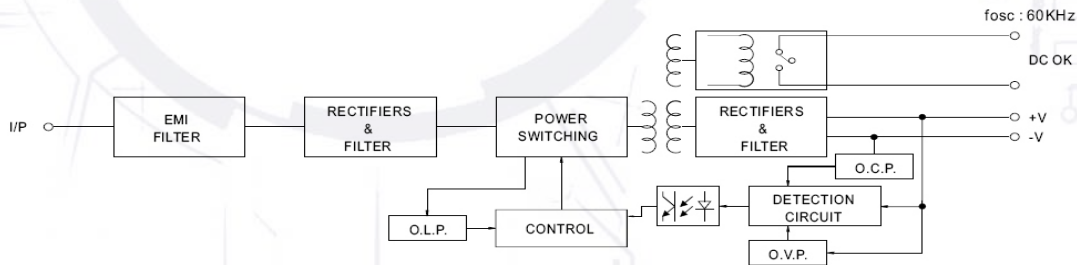 fosc : 60KHz
DC OK
I/P
EMI
FILTER
RECTIFIERS
&
FILTER
POWER
SWITCHING
RECTIFIERS
&
FILTER
+V
-V
O.C.P.
O.L.P.
CONTROL
DETECTION
CIRCUIT
O.V.P.